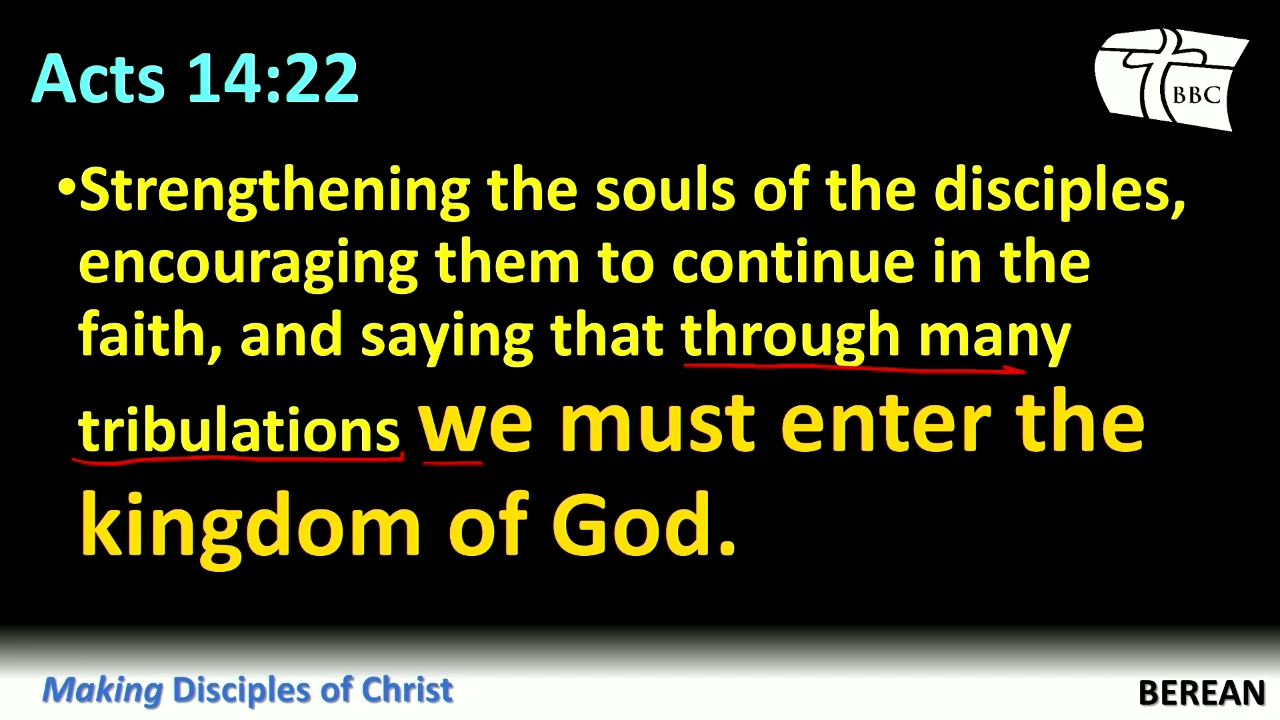 Acts 14:22
BBC
•Strengthening the souls of the disciples,
encouraging them to continue in the
faith, and saying that through many
tribulations we must enter the
kingdom of God.
Making Disciples of Christ
BEREAN